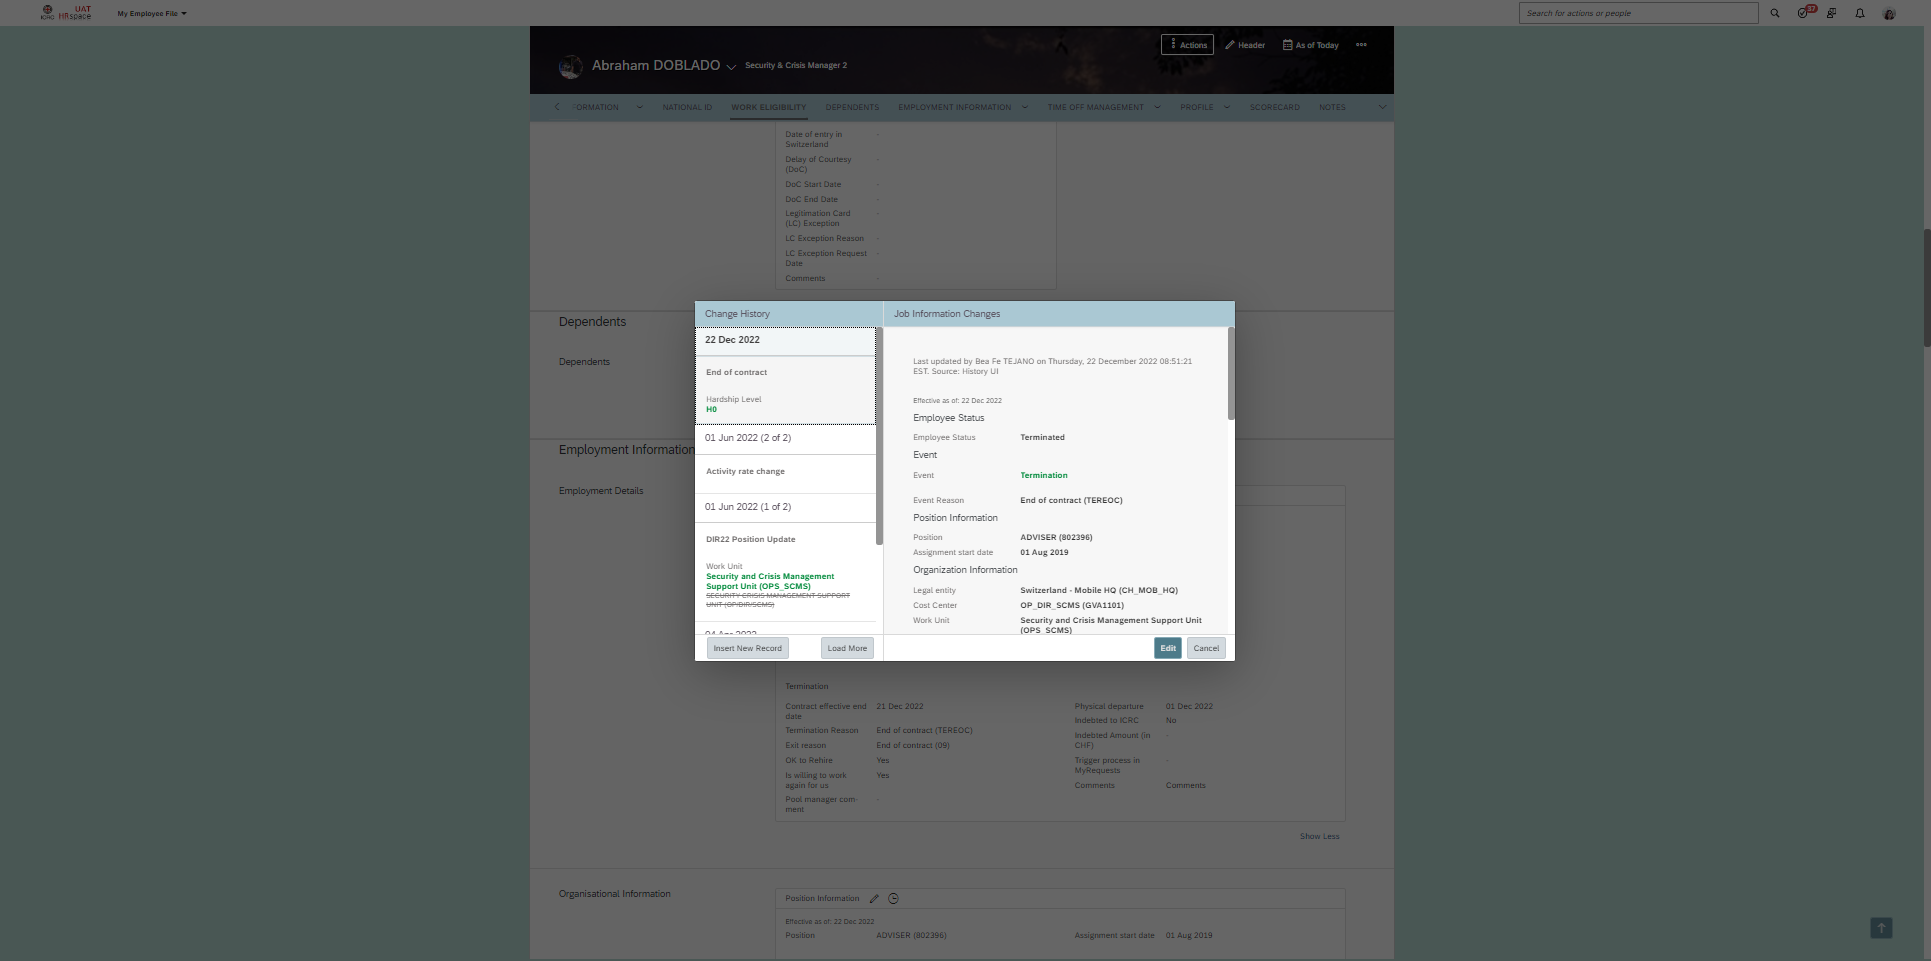 ICRC
UAT
HRspace
My Employee File
Search for actions or people
37
Abraham DOBLADO
Security & Crisis Manager 2
Actions
Header
As of Today
FORMATION
NATIONAL ID
WORK ELIGIBILITY
DEPENDENTS
EMPLOYMENT INFORMATION
TIME OFF MANAGEMENT
PROFILE
SCORECARD
NOTES
Date of entry in
Switzerland
-
Delay of Courtesy
(DoC)
-
DoC Start Date -
DoC End Date -
Legitimation Card
(LC) Exception
-
LC Exception Reason -
LC Exception Request
Date
-
Comments -
Dependents
Dependents
Employment Information
Employment Details
Change History
22 Dec 2022
End of contract
Hardship Level
H0
01 Jun 2022 (2 of 2)
Activity rate change
01 Jun 2022 (1 of 2)
DIR22 Position Update
Work Unit
Security and Crisis Management
Support Unit (OPS_SCMS)
SECURITY CRISIS MANAGEMENT SUPPORT
UNIT (OP/DIR/SCMS)
04 Apr 2022
Insert New Record
Load More
Job Information Changes
Last updated by Bea Fe TEJANO on Thursday, 22 December 2022 08:51:21
EST. Source: History UI
Effective as of: 22 Dec 2022
Employee Status
Employee Status Terminated
Event
Event Termination
Event Reason End of contract (TEREOC)
Position Information
Position ADVISER (802396)
Assignment start date 01 Aug 2019
Organization Information
Legal entity Switzerland - Mobile HQ (CH_MOB_HQ)
Cost Center OP_DIR_SCMS (GVA1101)
Work Unit Security and Crisis Management Support Unit
(OPS_SCMS)
Edit
Cancel
Termination
Contract effective end
date
21 Dec 2022
Termination Reason End of contract (TEREOC)
Exit reason End of contract (09)
OK to Rehire Yes
Is willing to work
again for us
Yes
Pool manager com-
ment
-
Physical departure 01 Dec 2022
Indebted to ICRC No
Indebted Amount (in
CHF)
-
Trigger process in
MyRequests
-
Comments Comments
Show Less
Organisational Information
Position Information
Effective as of: 22 Dec 2022
Position ADVISER (802396)
Assignment start date 01 Aug 2019